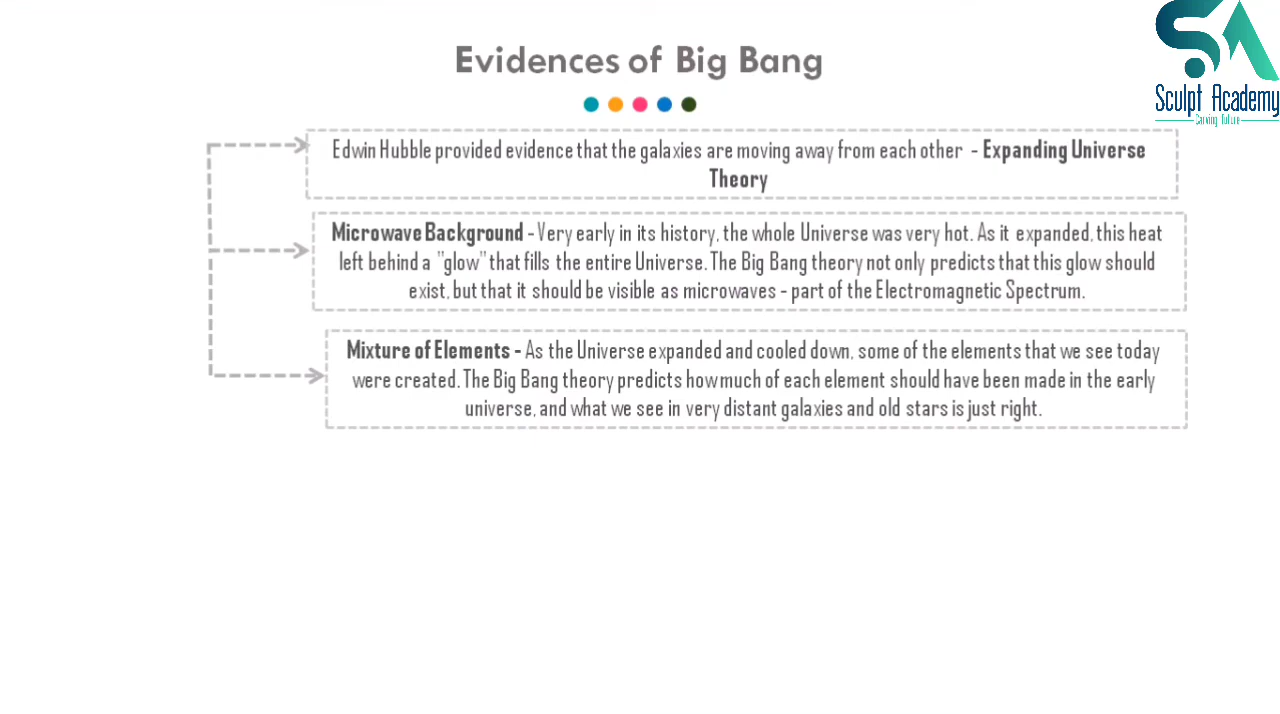 Evidences of Big Bang
SA
Sculpt Academy
Carving Future
Edwin Hubble provided evidence that the galaxies are moving away from each other - Expanding Universe
Theory
Microwave Background - Very early in its history, the whole Universe was very hot. As it expanded, this heat
left behind a "glow" that fills the entire Universe. The Big Bang theory not only predicts that this glow should
exist, but that it should be visible as microwaves - part of the Electromagnetic Spectrum.
Mixture of Elements - As the Universe expanded and cooled down, some of the elements that we see today
were created. The Big Bang theory predicts how much of each element should have been made in the early
universe, and what we see in very distant galaxies and old stars is just right.